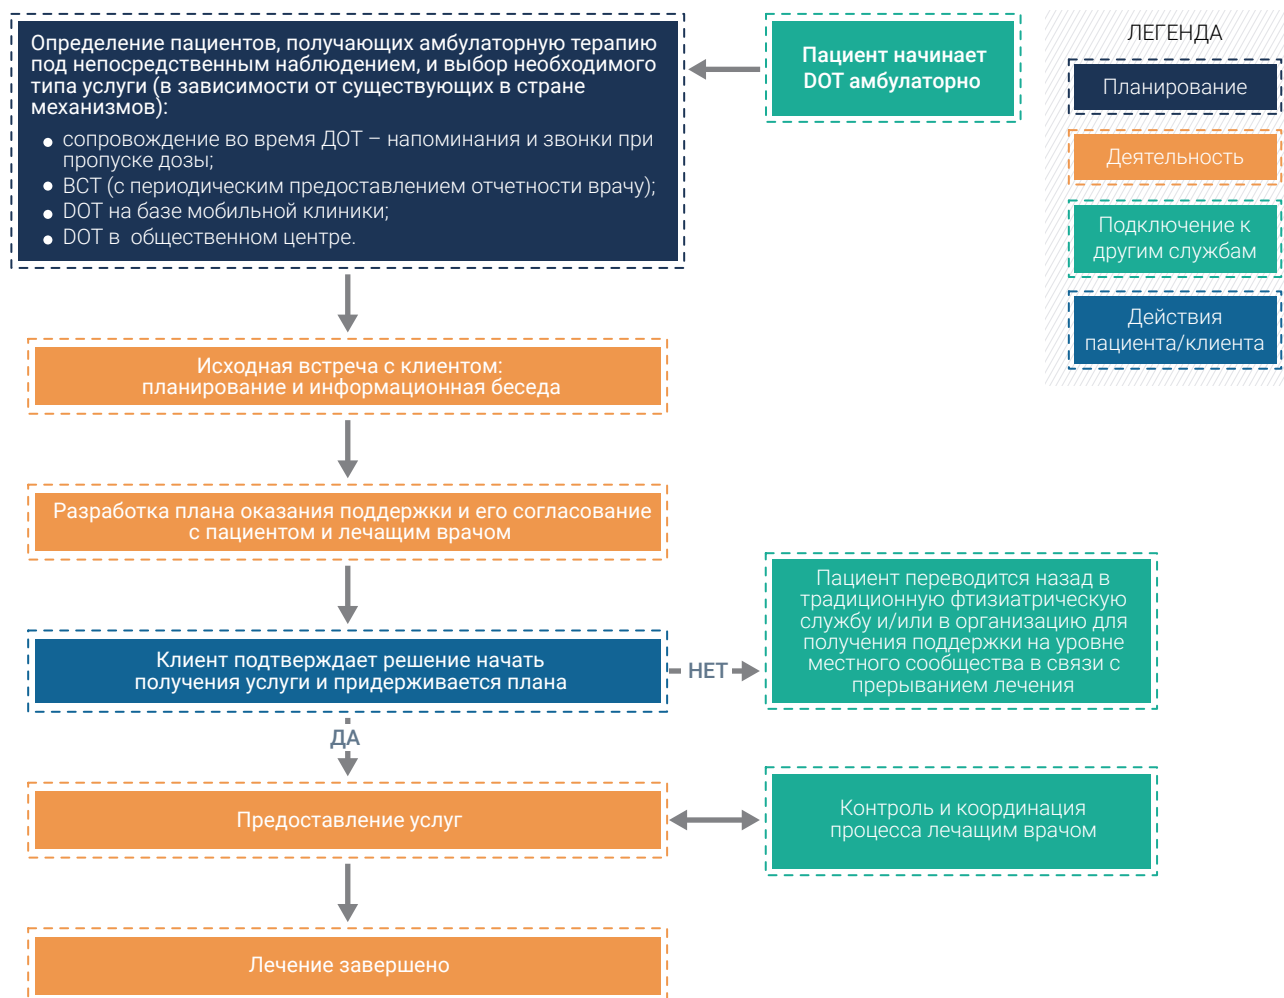 Определение пациентов, получающих амбулаторную терапию
под непосредственным наблюдением, и выбор необходимого
типа услуги (в зависимости от существующих в стране
механизмов):
● сопровождение во время ДОТ – напоминания и звонки при
пропуске дозы;
● ВСТ (с периодическим предоставлением отчетности врачу);
● DOT на базе мобильной клиники;
● DOT в общественном центре.
Пациент начинает
DOT амбулаторно
ЛЕГЕНДА
Планирование
Деятельность
Подключение к
другим службам
Действия
пациента/клиента
Исходная встреча с клиентом:
планирование и информационная беседа
Разработка плана оказания поддержки и его согласование
с пациентом и лечащим врачом
Клиент подтверждает решение начать
получения услуги и придерживается плана
НЕТ
Пациент переводится назад в
традиционную фтизиатрическую
службу и/или в организацию для
получения поддержки на уровне
местного сообщества в связи с
прерыванием лечения
ДА
Предоставление услуг
Контроль и координация
процесса лечащим врачом
Лечение завершено